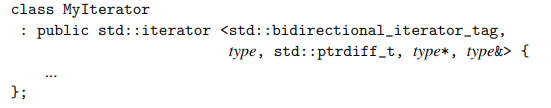 class MyIterator
: public std::iterator <std::bidirectional_iterator_tag,
type, std::ptrdiff_t, type*, type&> {
...
};